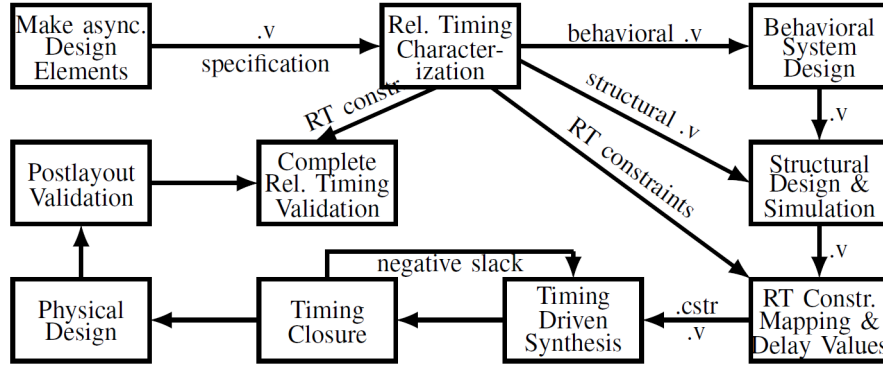 Make async.
Design
Elements
.v
specification
Rel. Timing
Character-
ization
behavioral .v
Behavioral
System
Design
RT constr
structural .v
RT constraints
.v
Postlayout
Validation
Complete
Rel. Timing
Validation
Structural
Design &
Simulation
.v
negative slack
Physical
Design
Timing
Closure
Timing
Driven
Synthesis
.cstr
.v
RT Constr.
Mapping &
Delay Values